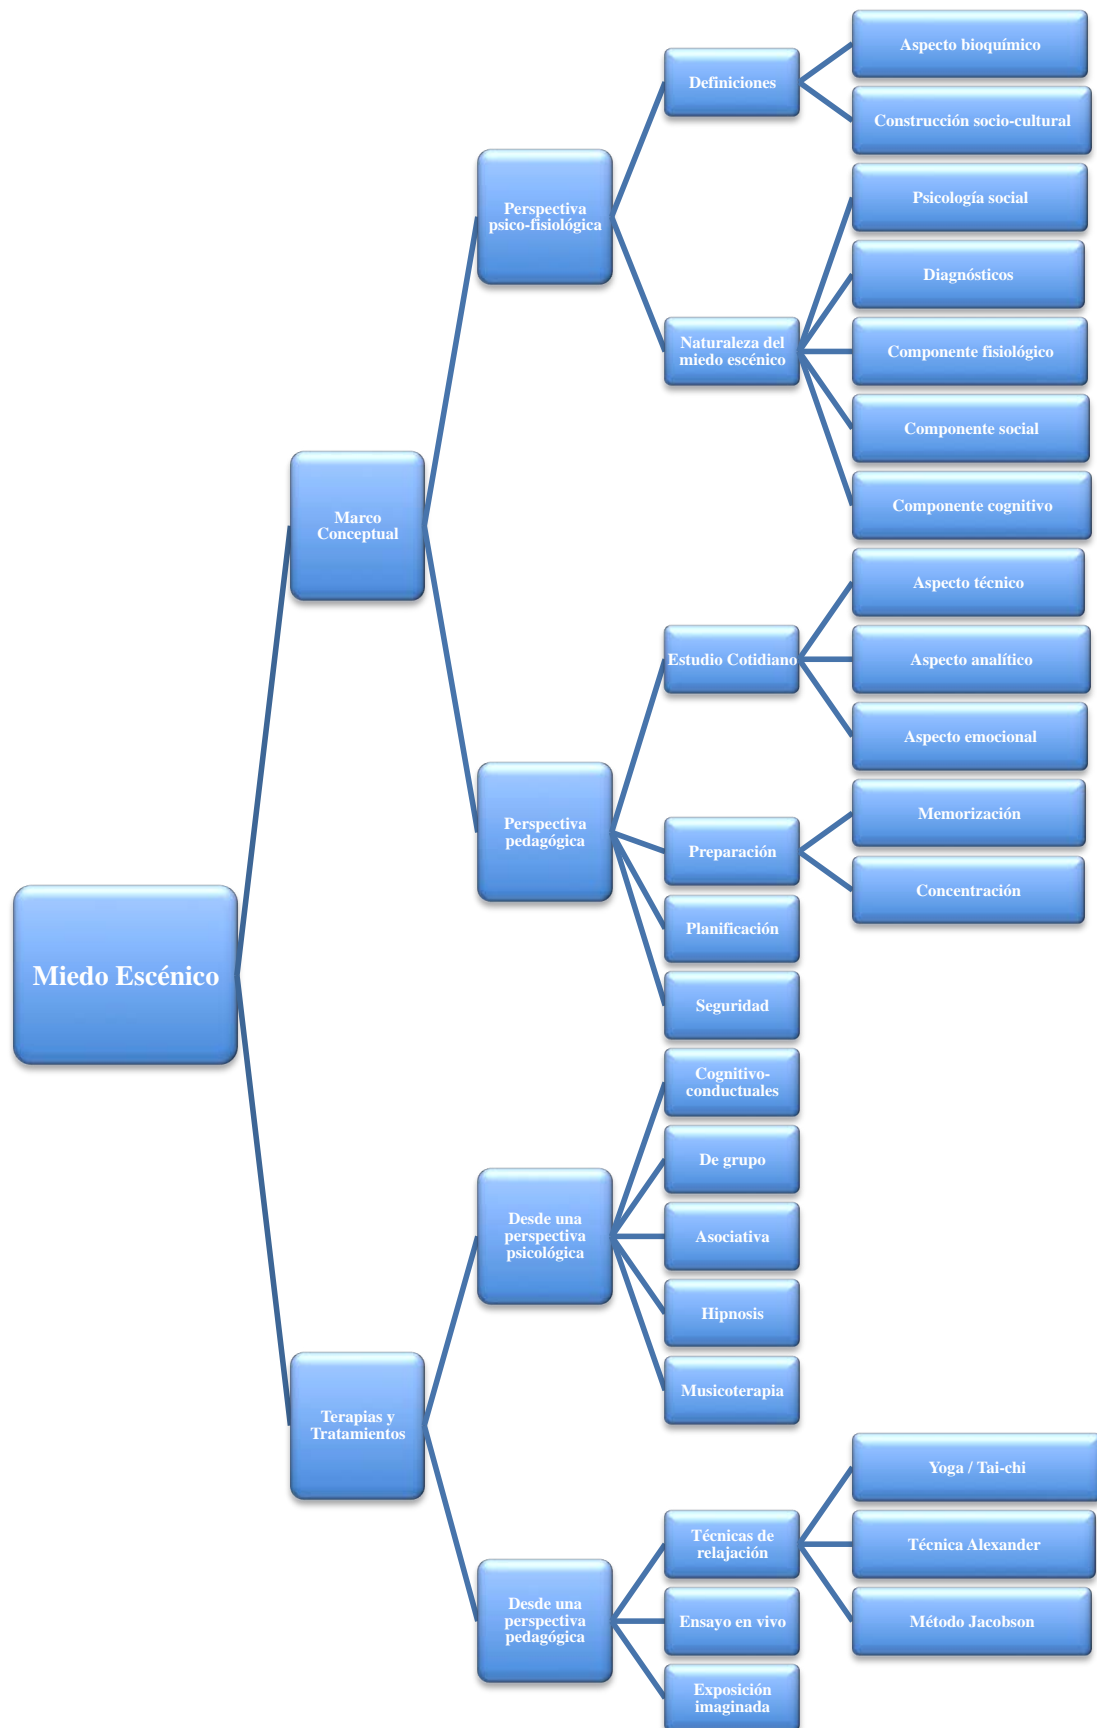 Miedo Escénico
Marco
Conceptual
Perspectiva
psico-fisiológica
Definiciones
Aspecto bioquímico
Construcción socio-cultural
Naturaleza del
miedo escénico
Psicología social
Diagnósticos
Componente fisiológico
Componente social
Componente cognitivo
Perspectiva
pedagógica
Estudio Cotidiano
Aspecto técnico
Aspecto analítico
Aspecto emocional
Preparación
Memorización
Concentración
Planificación
Seguridad
Terapias y
Tratamientos
Desde una
perspectiva
psicológica
Cognitivo-
conductuales
De grupo
Asociativa
Hipnosis
Musicoterapia
Desde una
perspectiva
pedagógica
Técnicas de
relajación
Yoga / Tai-chi
Técnica Alexander
Método Jacobson
Ensayo en vivo
Exposición
imaginada